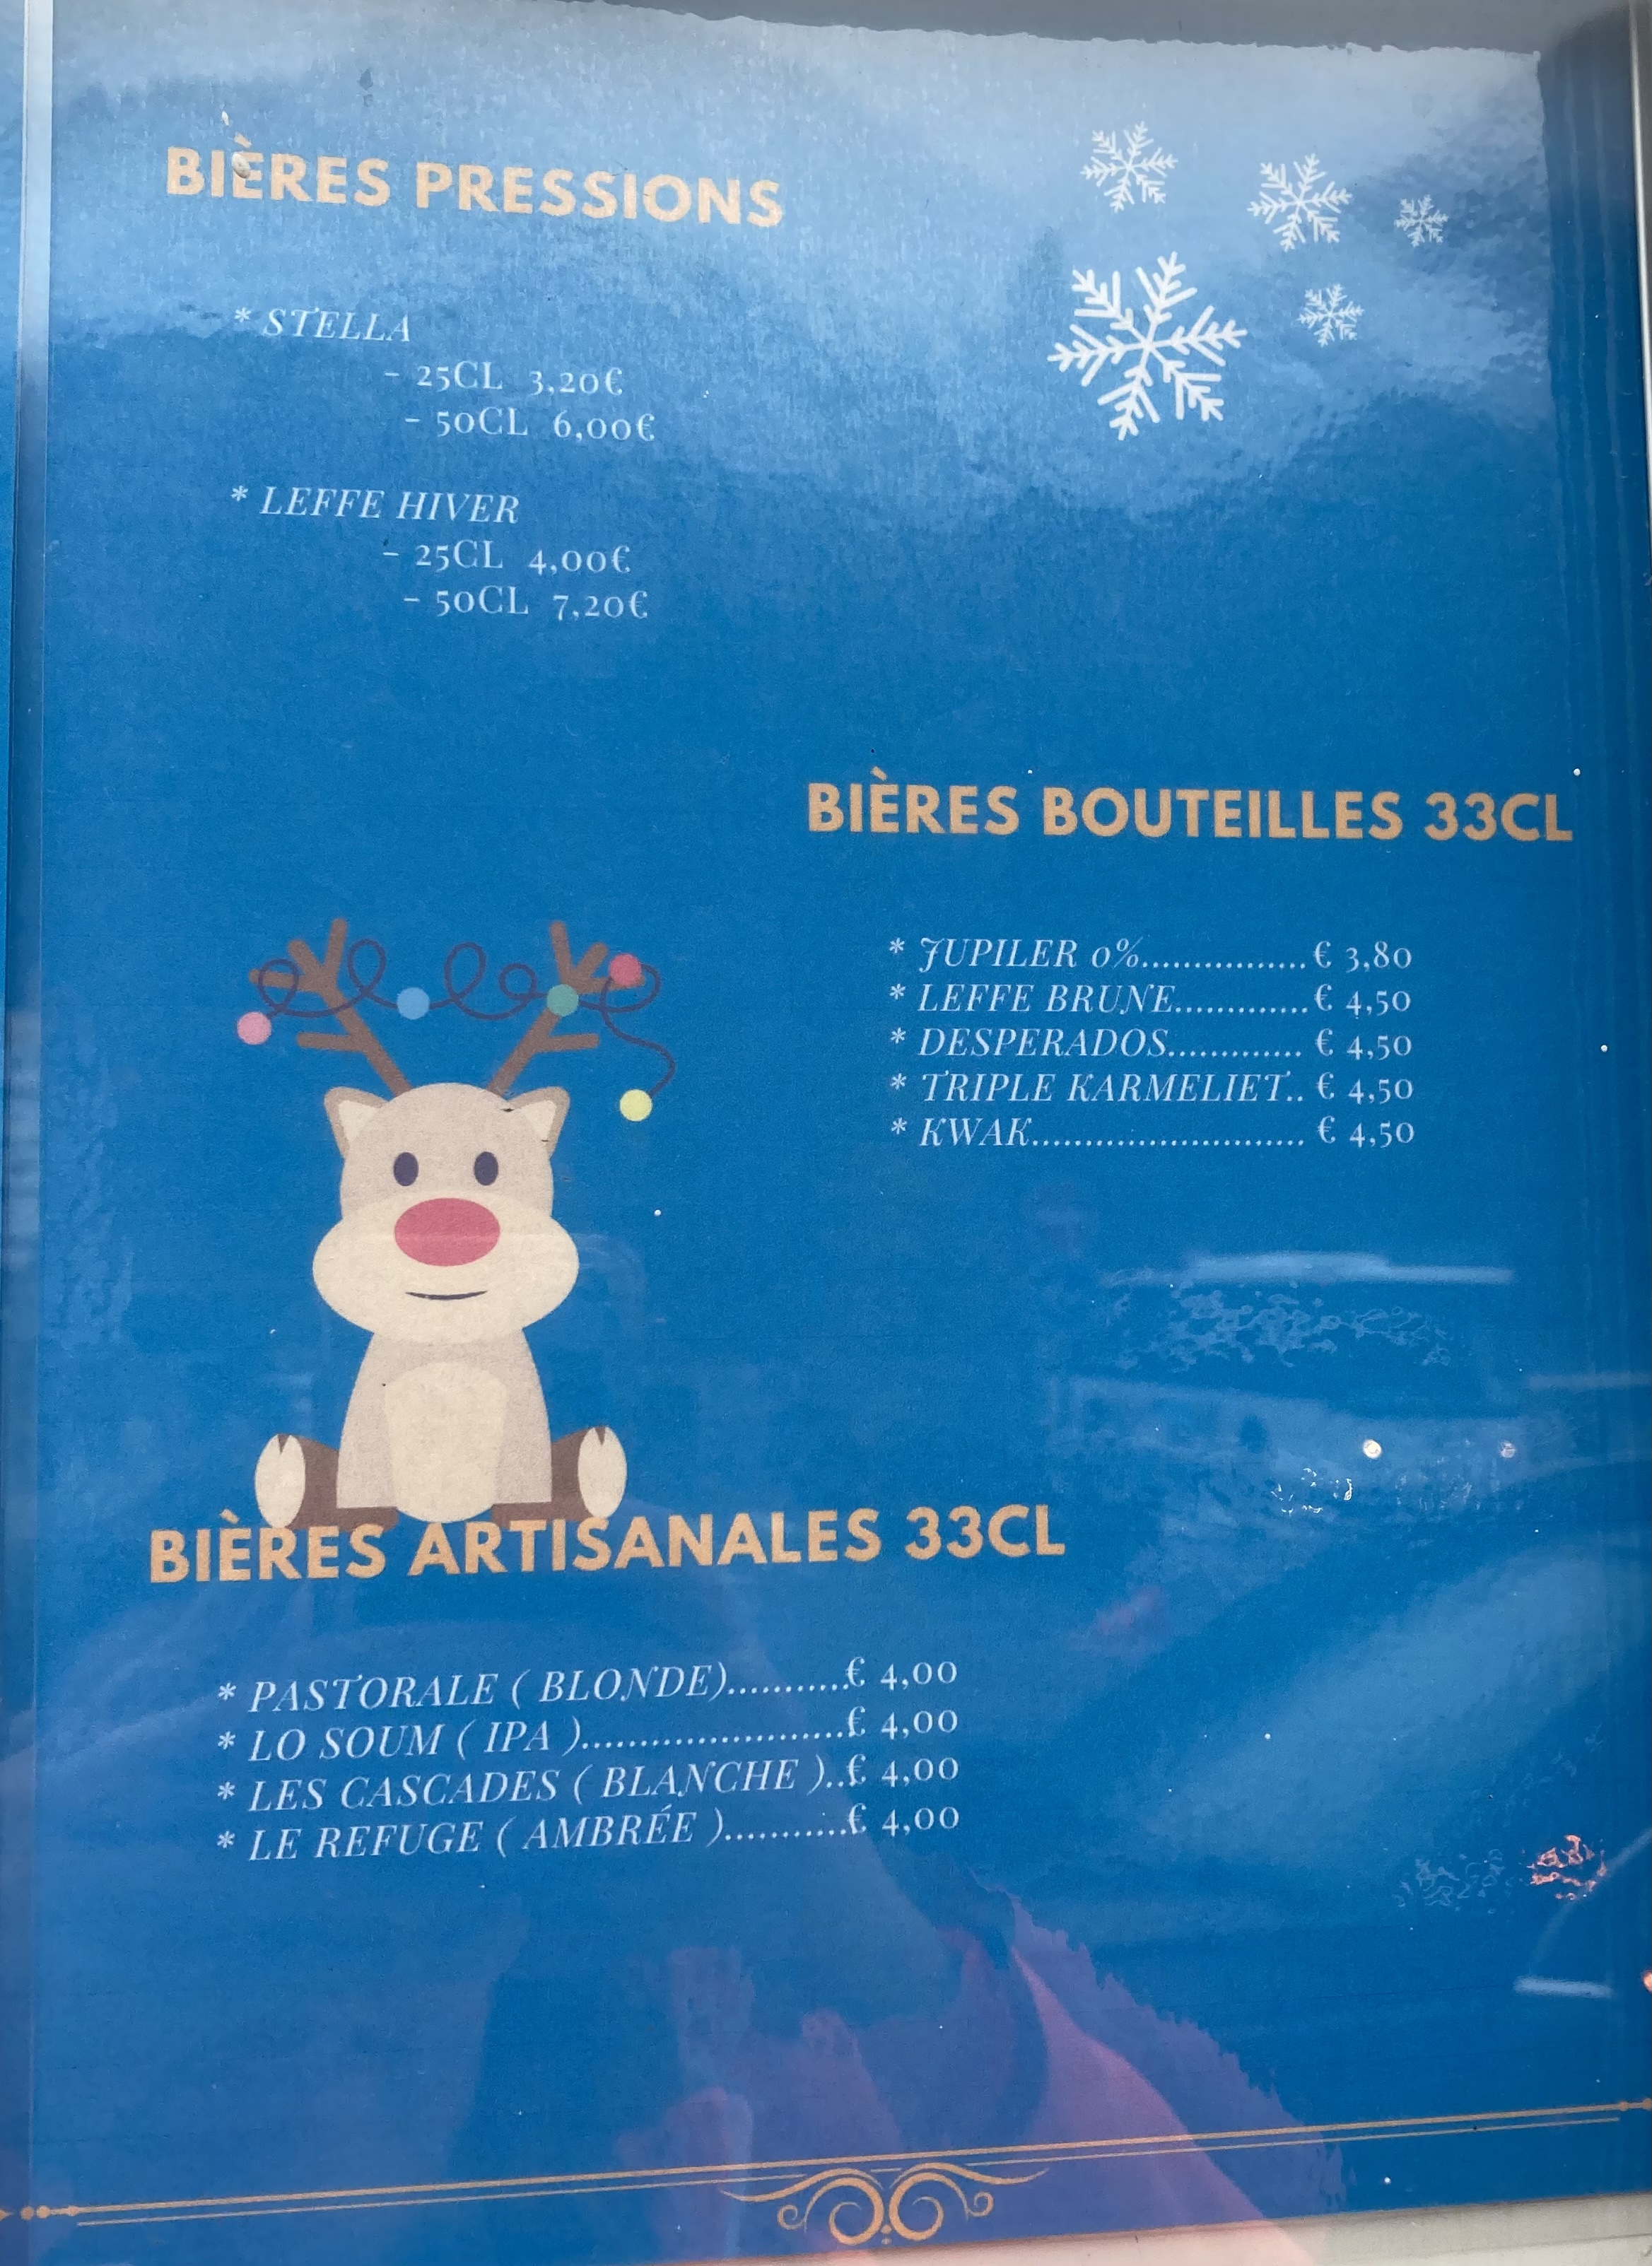 BIÈRES PRESSIONS
* STELLA
- 25CL 3,20€
- 50CL 6,00€
* LEFFE HIVER
- 25CL 4,00€
- 50CL 7,20€
BIÈRES BOUTEILLES 33CL
* JUPILER 0%................€ 3,80
* LEFFE BRUNE.............€ 4,50
* DESPERADOS............. € 4,50
* TRIPLE KARMELIET.. € 4,50
* KWAK.......................... € 4,50
BIÈRES ARTISANALES 33CL
* PASTORALE ( BLONDE)...........€ 4,00
* LO SOUM ( IPA )........................€ 4,00
* LES CASCADES ( BLANCHE )..€ 4,00
* LE REFUGE ( AMBRÉE )...........€ 4,00